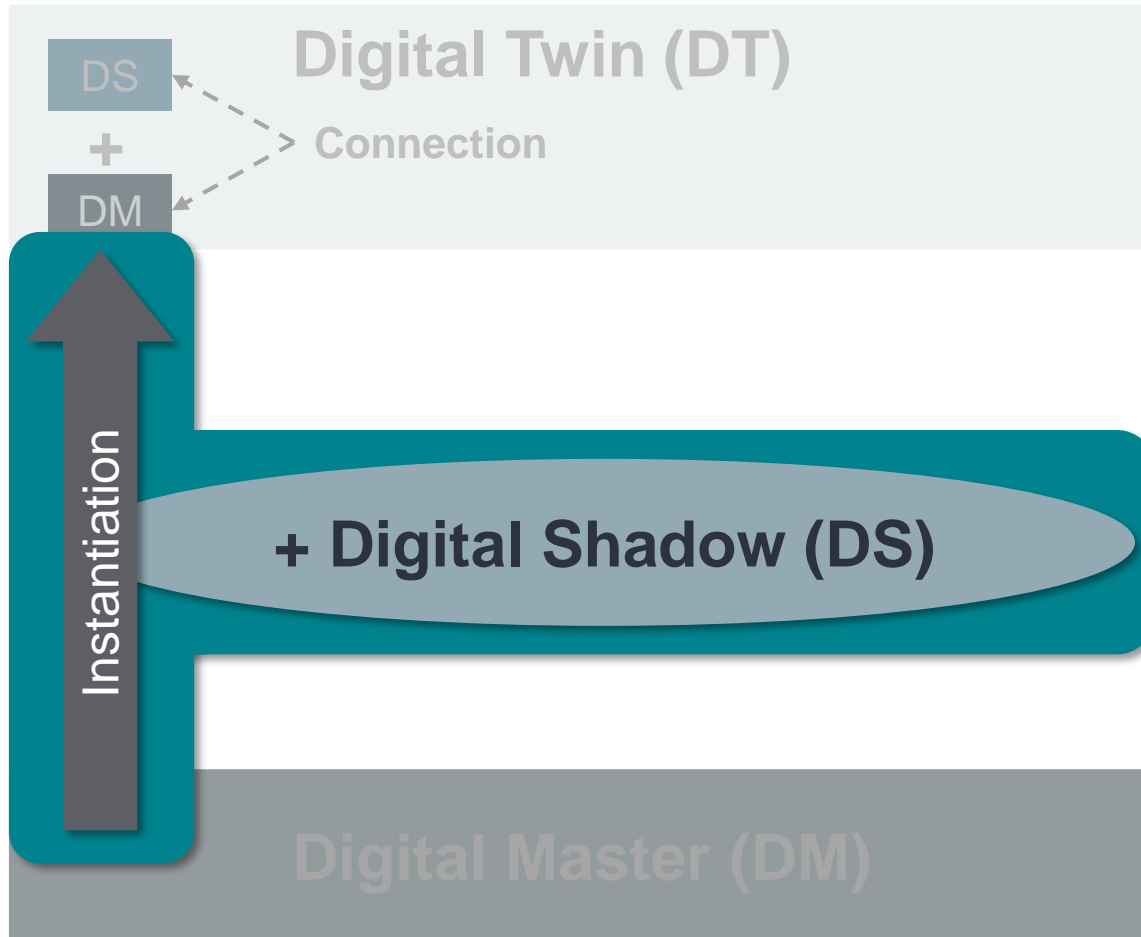 Digital Twin (DT)
DS
+
Connection
DM
Instantiation
+ Digital Shadow (DS)
Digital Master (DM)